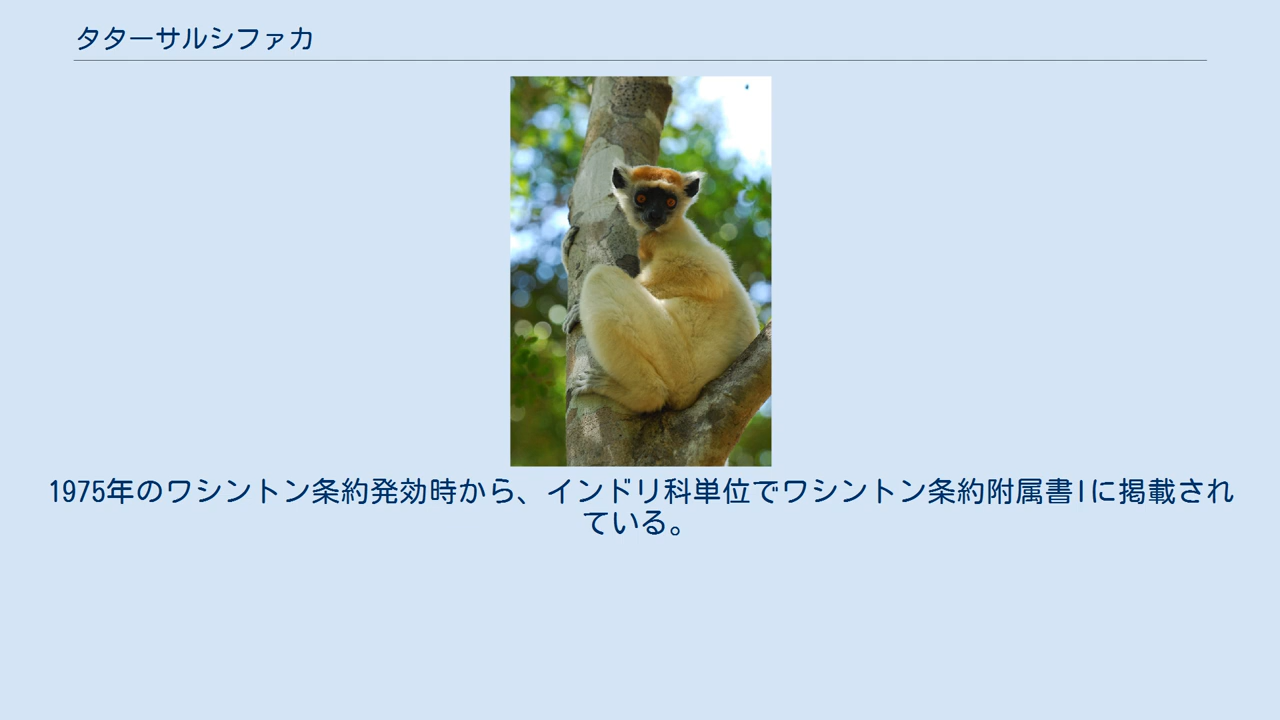 タターサルシファカ
1975年のワシントン条約発効時から、インドリ科単位でワシントン条約附属書Iに掲載され
ている。